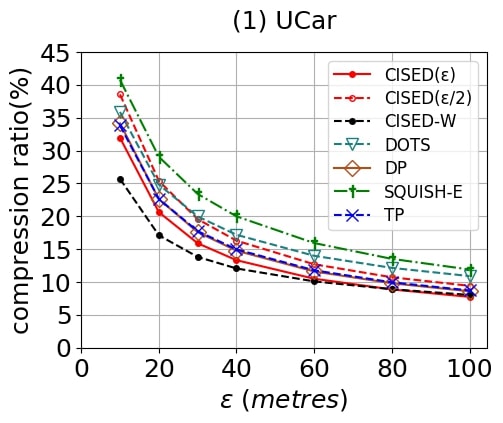 (1) UCar
compression ratio(%)
45
40
35
30
25
20
15
10
5
0
0 20 40 60 80 100
ε (metres)
CISED(ε)
CISED(ε/2)
CISED-W
DOTS
DP
SQUISH-E
TP